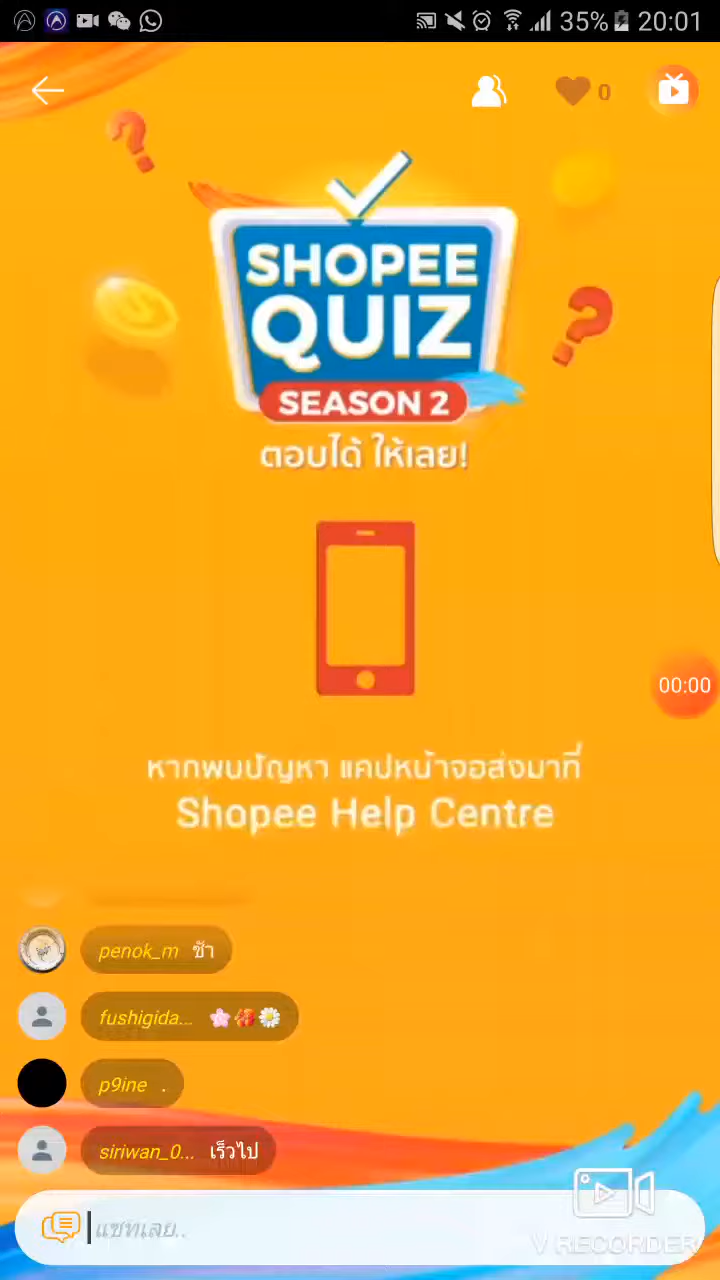 35% 20:01
0
SHOPEE
QUIZ
SEASON 2
ตอบได้ ให้เลย!
00:00
หากพบปัญหา แคปหน้าจอส่งมาที่
Shopee Help Centre
penok_m ช้า
fushigida...
p9ine .
siriwan_0... เร็วไป
แชทเลย..
V RECORDER